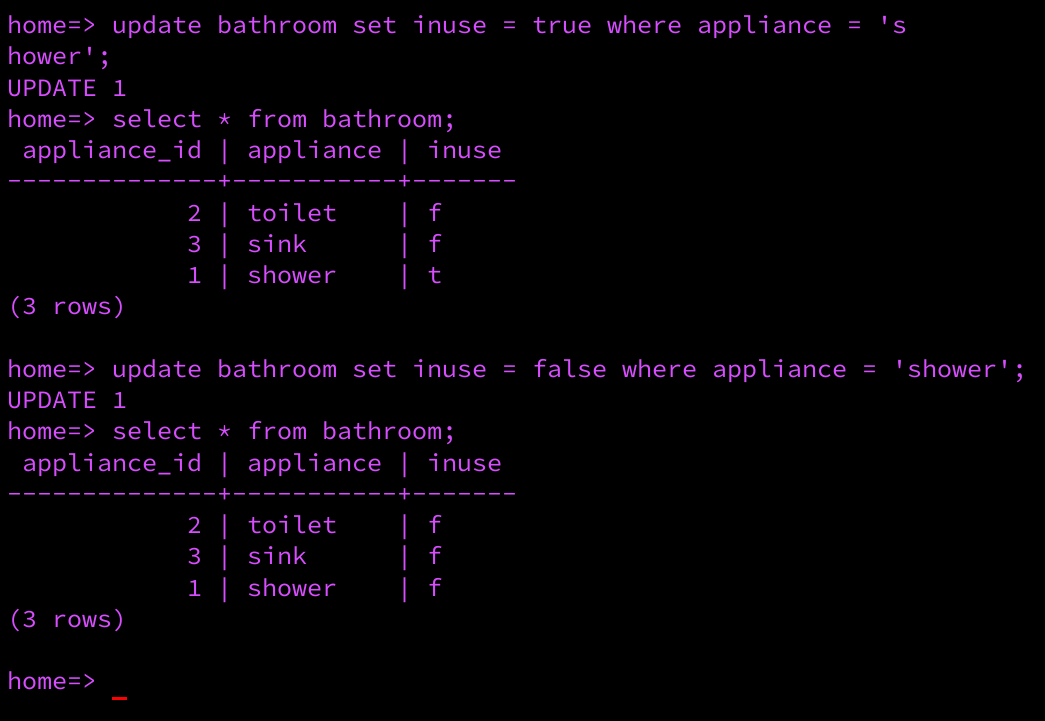 home=> update bathroom set inuse = true where appliance = 's
hower';
UPDATE 1
home=> select * from bathroom;
 appliance_id | appliance | inuse
--------------+-----------+-------
            2 | toilet    | f
            3 | sink      | f
            1 | shower    | t
(3 rows)

home=> update bathroom set inuse = false where appliance = 'shower';
UPDATE 1
home=> select * from bathroom;
 appliance_id | appliance | inuse
--------------+-----------+-------
            2 | toilet    | f
            3 | sink      | f
            1 | shower    | f
(3 rows)

home=> _